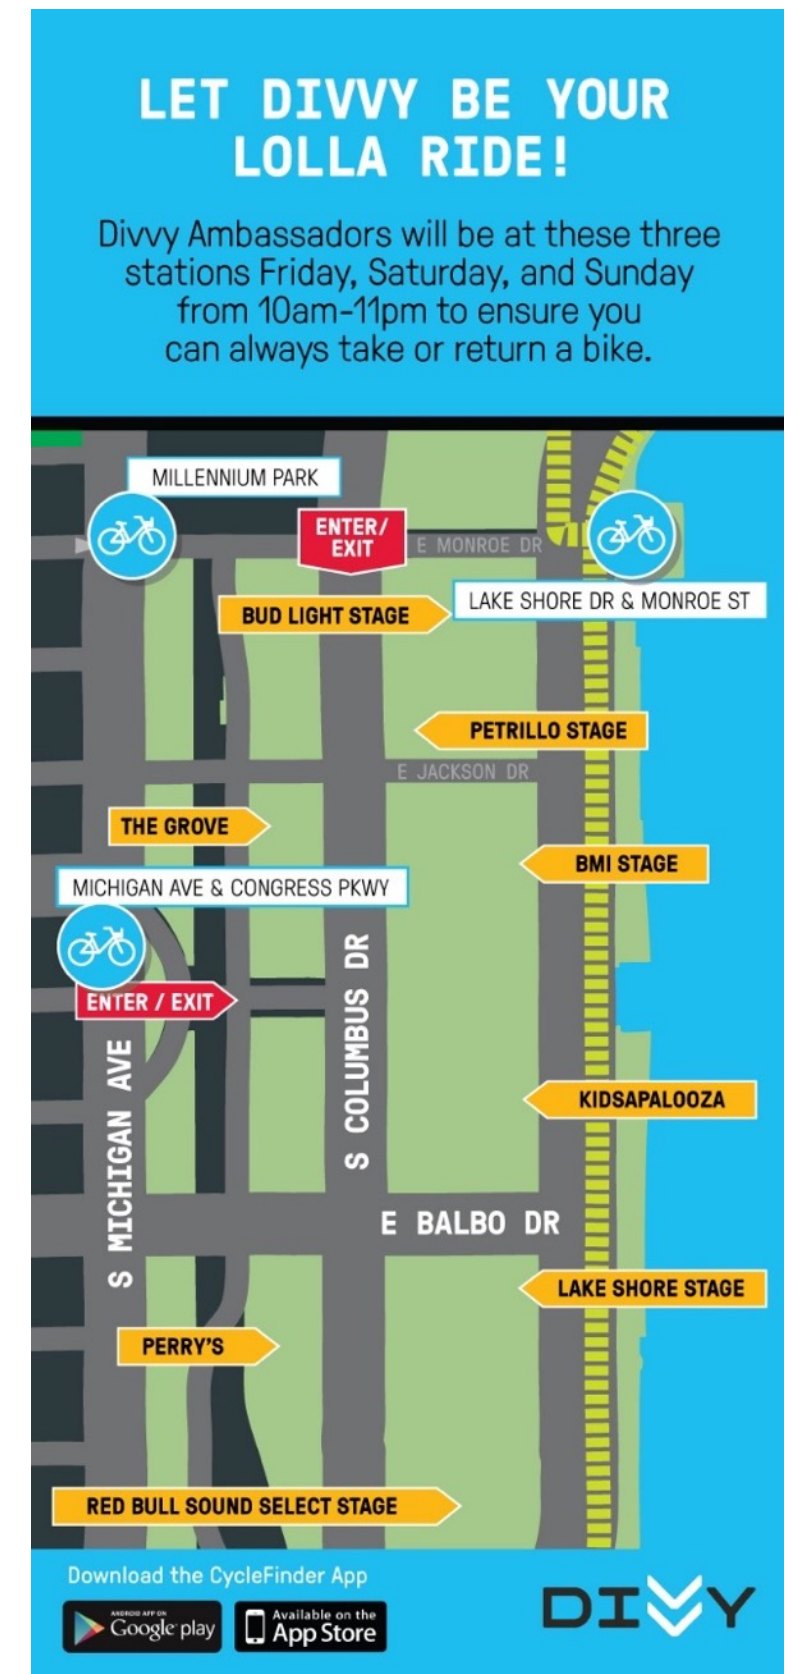 LET DIVVY BE YOUR
LOLLA RIDE!
Divvy Ambassadors will be at these three
stations Friday, Saturday, and Sunday
from 10am-11pm to ensure you
can always take or return a bike.
MILLENNIUM PARK
ENTER/
EXIT
E MONROE DR
LAKE SHORE DR & MONROE ST
BUD LIGHT STAGE
PETRILLO STAGE
E JACKSON DR
THE GROVE
BMI STAGE
MICHIGAN AVE & CONGRESS PKWY
ENTER / EXIT
S COLUMBUS DR
S MICHIGAN AVE
KIDSAPALOOZA
E BALBO DR
LAKE SHORE STAGE
PERRY'S
RED BULL SOUND SELECT STAGE
Download the CycleFinder App
ANDROID APP ON
Google play
Available on the
App Store
DIVVY